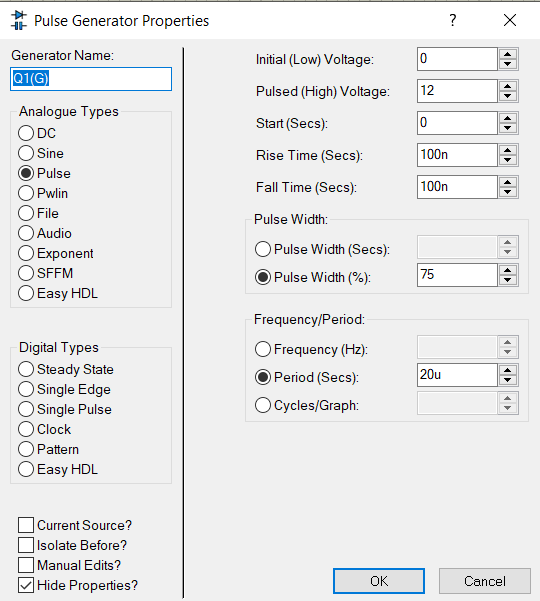 Pulse Generator Properties
?
Generator Name:
Q1(G)
Analogue Types
DC
Sine
Pulse
Pwlin
File
Audio
Exponent
SFFM
Easy HDL
Digital Types
Steady State
Single Edge
Single Pulse
Clock
Pattern
Easy HDL
Current Source?
Isolate Before?
Manual Edits?
Hide Properties?
Initial (Low) Voltage: 0
Pulsed (High) Voltage: 12
Start (Secs): 0
Rise Time (Secs): 100n
Fall Time (Secs): 100n
Pulse Width:
Pulse Width (Secs):
Pulse Width (%): 75
Frequency/Period:
Frequency (Hz):
Period (Secs): 20u
Cycles/Graph:
OK Cancel